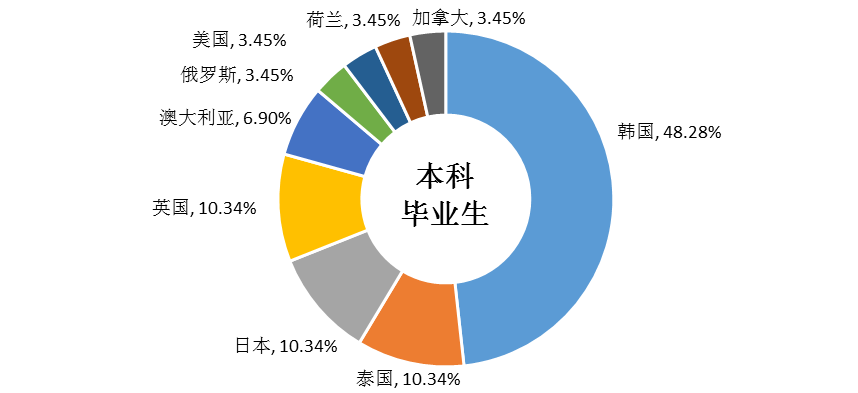 荷兰, 3.45%
加拿大, 3.45%
美国, 3.45%
俄罗斯, 3.45%
澳大利亚, 6.90%
韩国, 48.28%
本科
毕业生
英国, 10.34%
日本, 10.34%
泰国, 10.34%